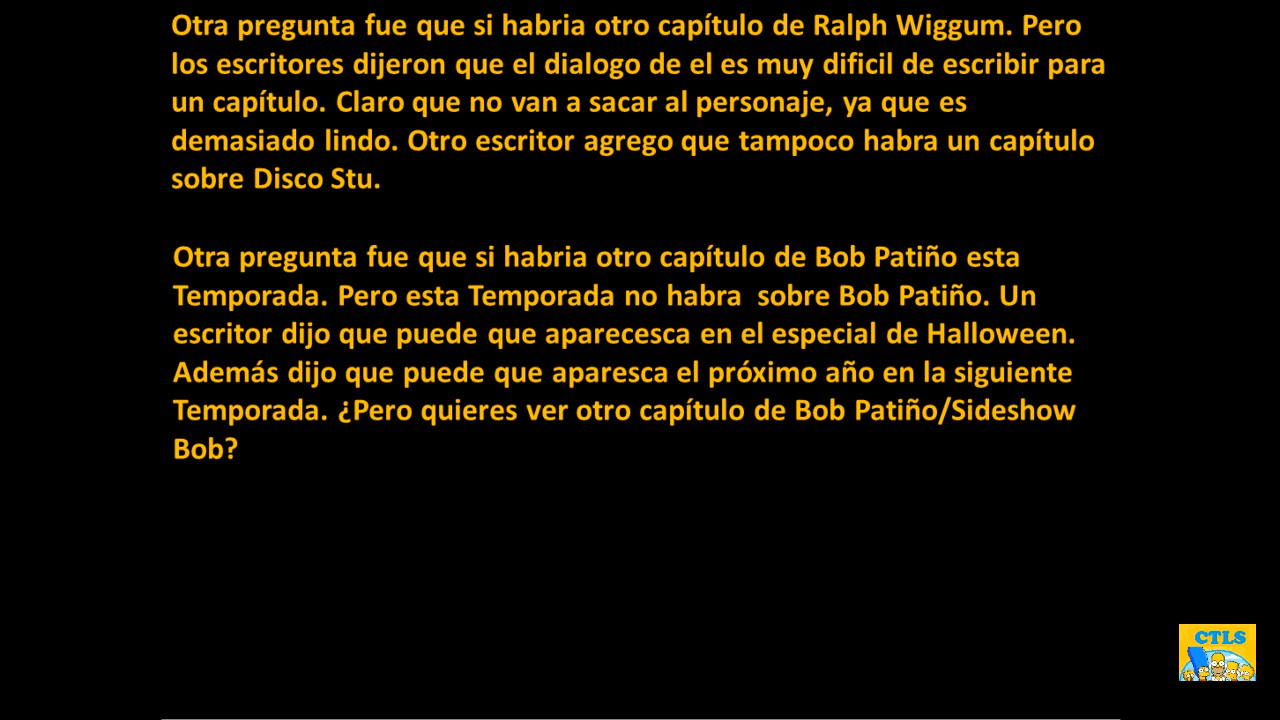 Otra pregunta fue que si habria otro capítulo de Ralph Wiggum. Pero
los escritores dijeron que el dialogo de el es muy dificil de escribir para
un capítulo. Claro que no van a sacar al personaje, ya que es
demasiado lindo. Otro escritor agrego que tampoco habra un capítulo
sobre Disco Stu.
Otra pregunta fue que si habria otro capítulo de Bob Patiño esta
Temporada. Pero esta Temporada no habra  sobre Bob Patiño. Un
escritor dijo que puede que aparecesca en el especial de Halloween.
Además dijo que puede que aparesca el próximo año en la siguiente
Temporada. ¿Pero quieres ver otro capítulo de Bob Patiño/Sideshow
Bob?
CTLS